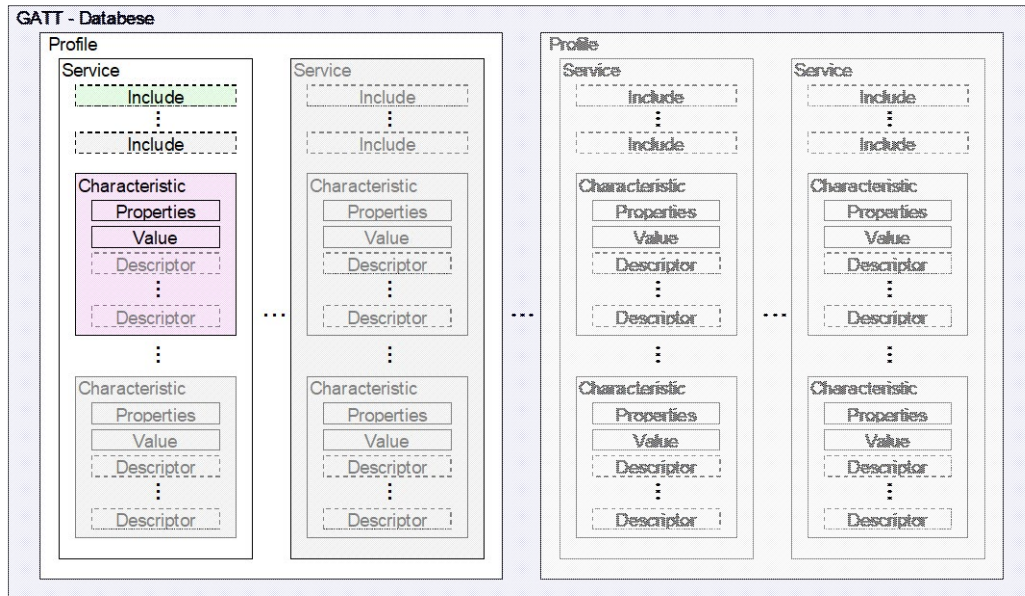 GATT - Databese
Profile
Service
Include
Include
Characteristic
Properties
Value
Descriptor
Descriptor
Characteristic
Properties
Value
Descriptor
Descriptor
Service
Include
Include
Characteristic
Properties
Value
Descriptor
Descriptor
Characteristic
Properties
Value
Descriptor
Descriptor
Profile
Service
Include
Include
Characteristic
Properties
Value
Descriptor
Descriptor
Characteristic
Properties
Value
Descriptor
Descriptor
Service
Include
Include
Characteristic
Properties
Value
Descriptor
Descriptor
Characteristic
Properties
Value
Descriptor
Descriptor